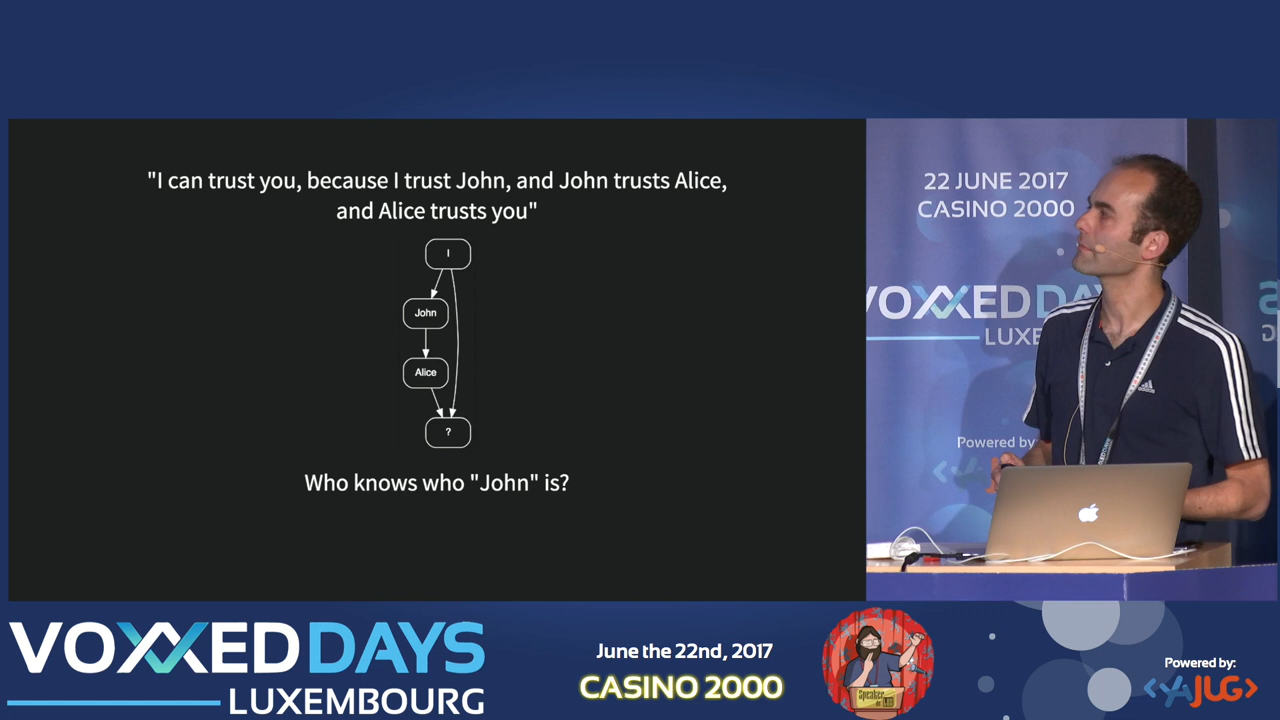 "I can trust you, because I trust John, and John trusts Alice,
and Alice trusts you"
I
John
Alice
?
Who knows who "John" is?
22 JUNE 2017
CASINO 2000
VOXXED DAYS
LUXE
Powered by
VOXXED DAYS
LUXEMBOURG
June the 22nd, 2017
CASINO 2000
Speaker
Powered by:
<YAJUG>